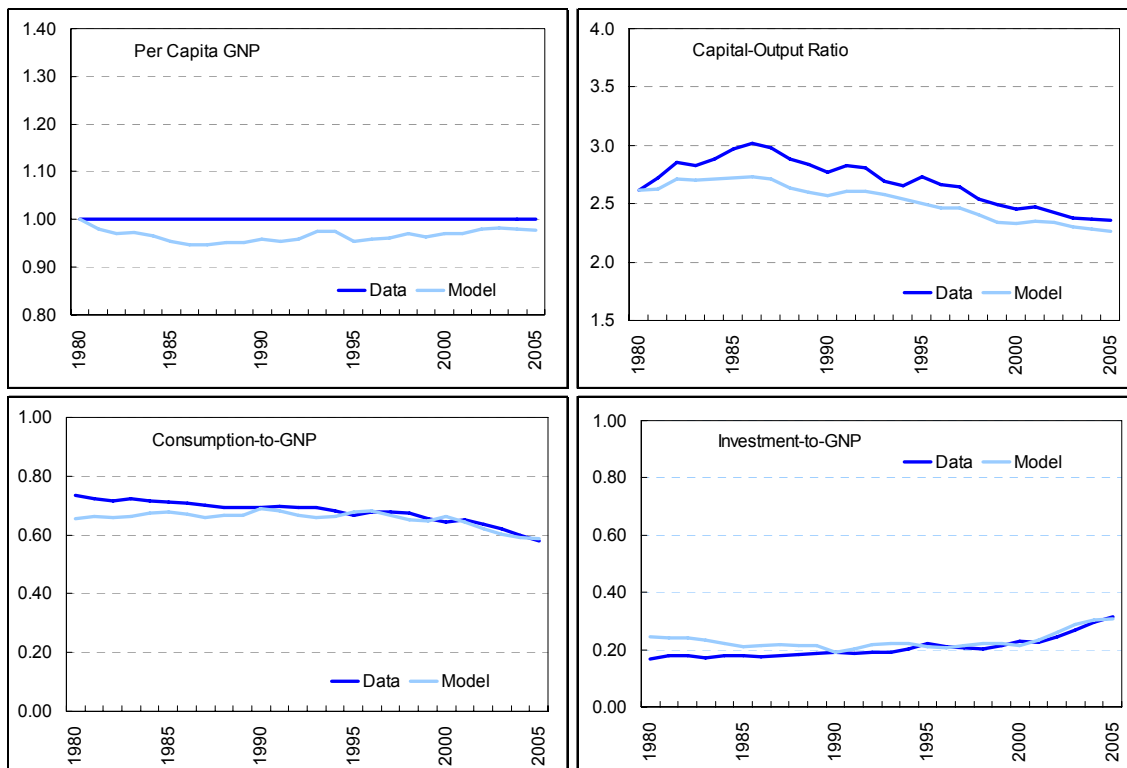 Per Capita GNP
1.40
1.30
1.20
1.10
1.00
0.90
0.80
Data Model
1980 1985 1990 1995 2000 2005
Capital-Output Ratio
4.0
3.5
3.0
2.5
2.0
1.5
Data Model
1980 1985 1990 1995 2000 2005
Consumption-to-GNP
1.00
0.80
0.60
0.40
0.20
0.00
Data Model
1980 1985 1990 1995 2000 2005
Investment-to-GNP
Data Model
1.00
0.80
0.60
0.40
0.20
0.00
1980 1985 1990 1995 2000 2005